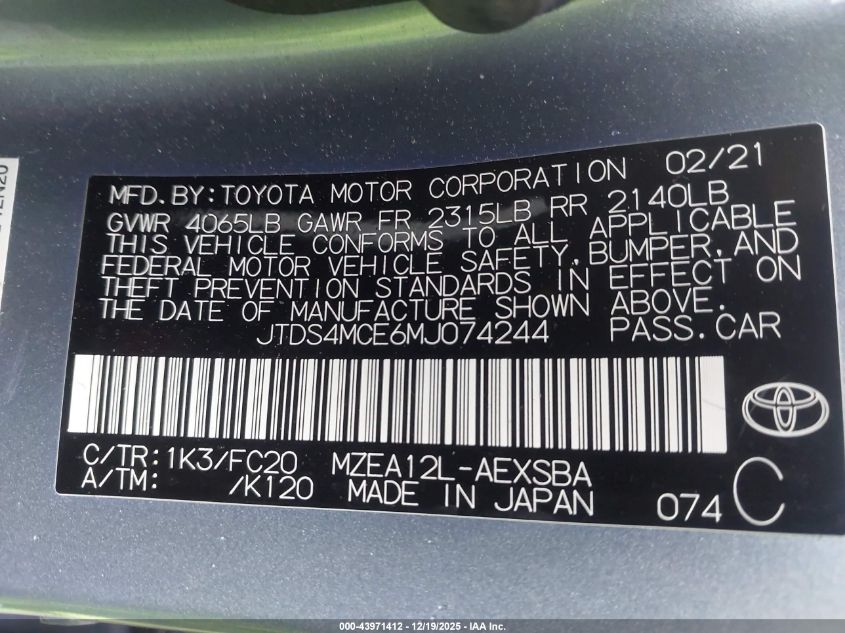 MFD. BY: TOYOTA MOTOR CORPORATION 02/21
GVWR 4065LB GAWR FR 2315LB RR 2140LB
THIS VEHICLE CONFORMS TO ALL APPLICABLE
FEDERAL MOTOR VEHICLE SAFETY, BUMPER, AND
THEFT PREVENTION STANDARDS IN EFFECT ON
THE DATE OF MANUFACTURE SHOWN ABOVE.
JTDS4MCE6MJ074244 PASS.CAR
C/TR: 1K3/FC20 MZEA12L-AEXSBA
A/TM: /K120 MADE IN JAPAN 074 C
000-43971412 - 12/19/2025 - IAA Inc.